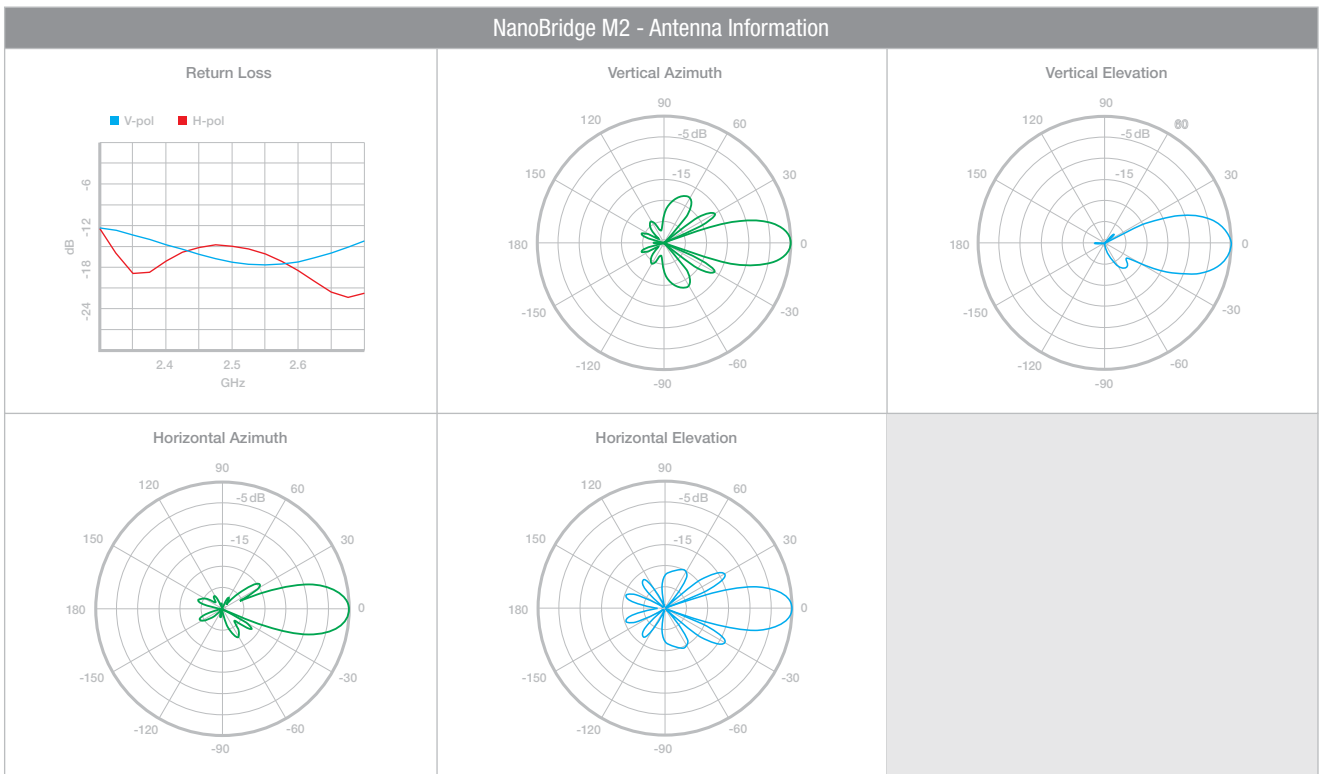 NanoBridge M2 - Antenna Information
Return Loss
V-pol H-pol
-6
-12
dB
-18
-24
2.4 2.5 2.6
GHz
Vertical Azimuth
90
120 60
-5 dB
150 -15 30
180 0
-150 -30
-120 -60
-90
Vertical Elevation
90
120
-5 dB
150 -15 30
180 0
-150 -30
-120 -60
-90
Horizontal Azimuth
90
120 60
-5 dB
150 -15 30
180 0
-150 -30
-120 -60
-90
Horizontal Elevation
90
120 60
-5 dB
150 -15 30
180 0
-150 -30
-120 -60
-90